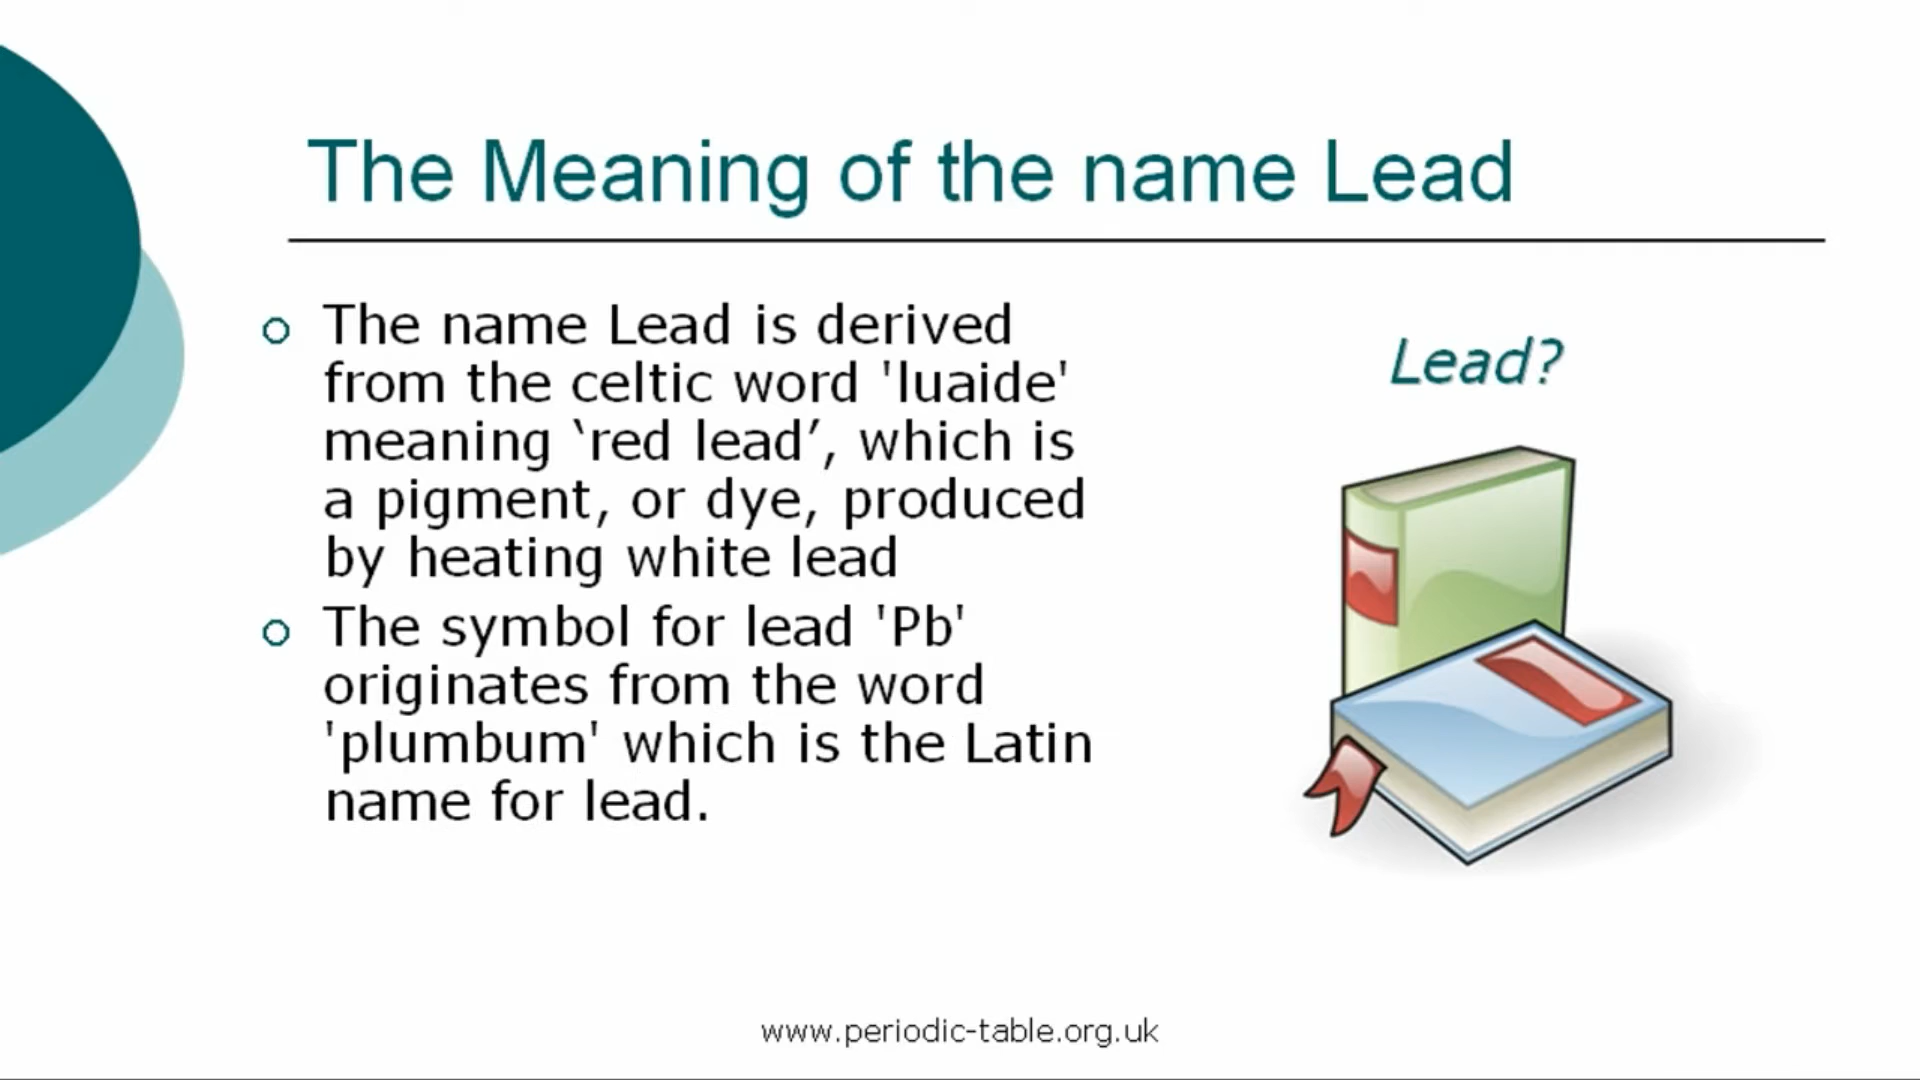 The Meaning of the name Lead
The name Lead is derived
from the celtic word 'luaide'
meaning ‘red lead’, which is
a pigment, or dye, produced
by heating white lead
The symbol for lead 'Pb'
originates from the word
'plumbum' which is the Latin
name for lead.
Lead?
www.periodic-table.org.uk